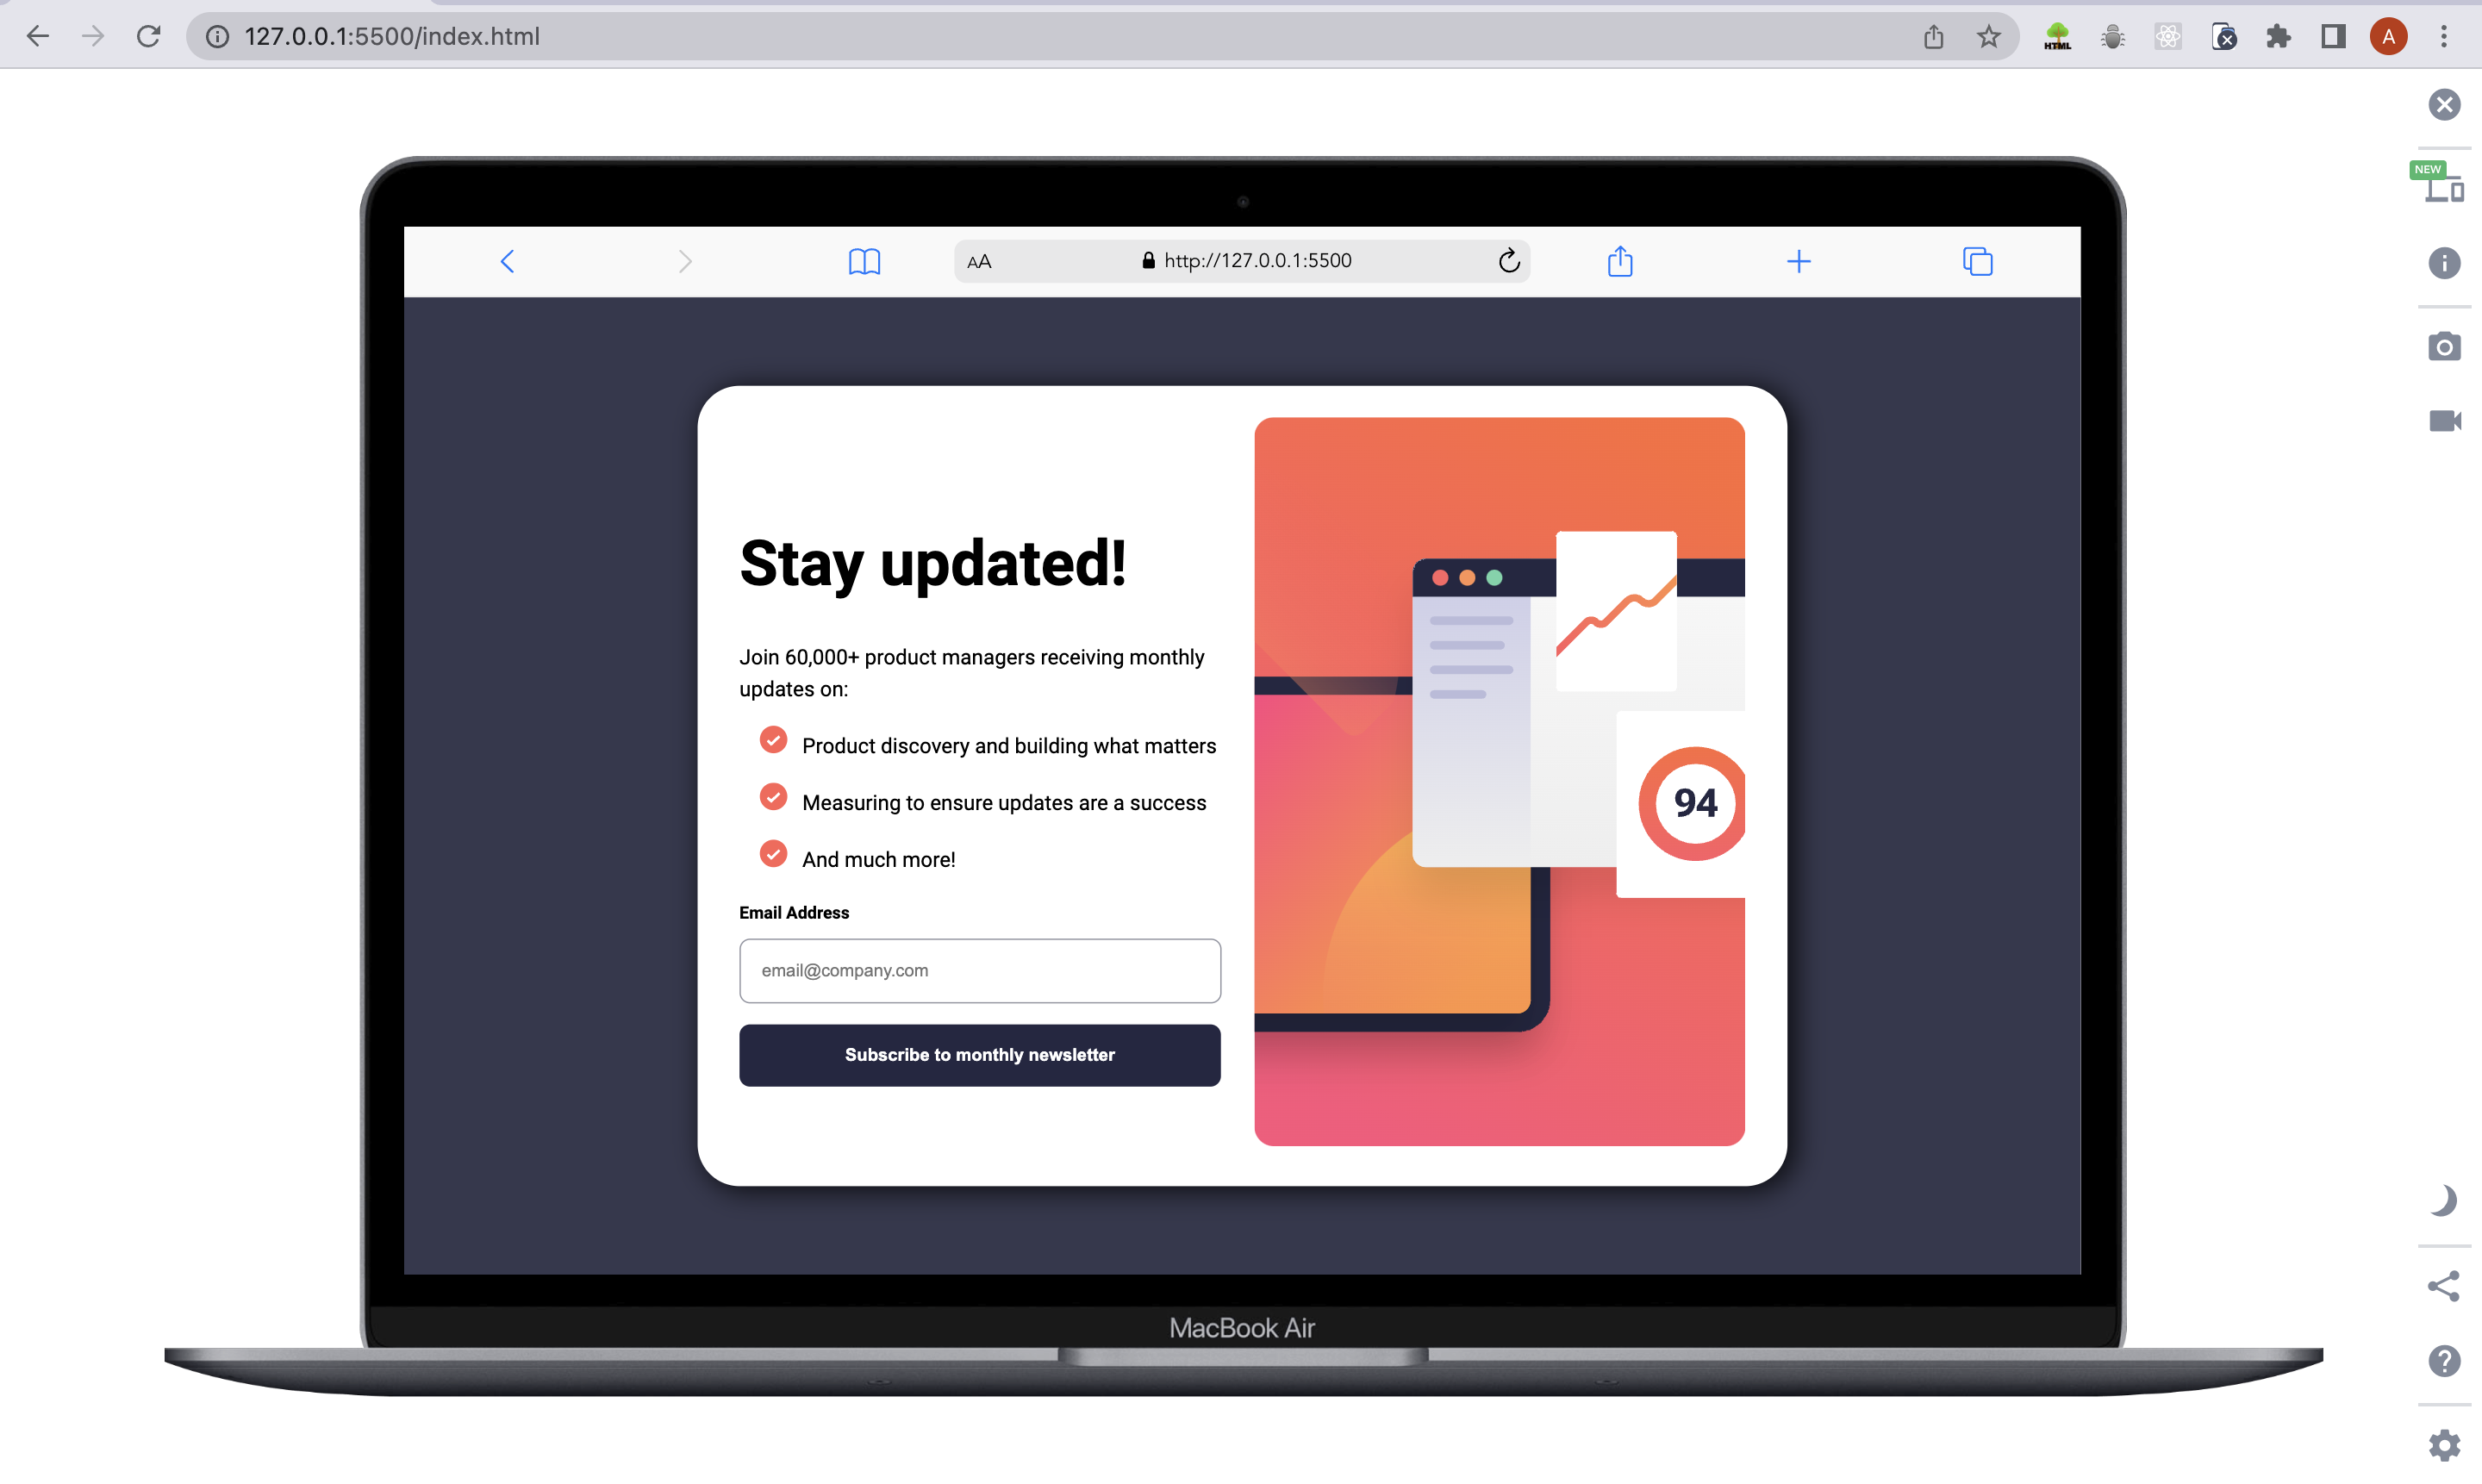 127.0.0.1:5500/index.html
HTML
A
NEW
AA
http://127.0.0.1:5500
Stay updated!
Join 60,000+ product managers receiving monthly
updates on:
Product discovery and building what matters
Measuring to ensure updates are a success
And much more!
Email Address
email@company.com
Subscribe to monthly newsletter
94
MacBook Air